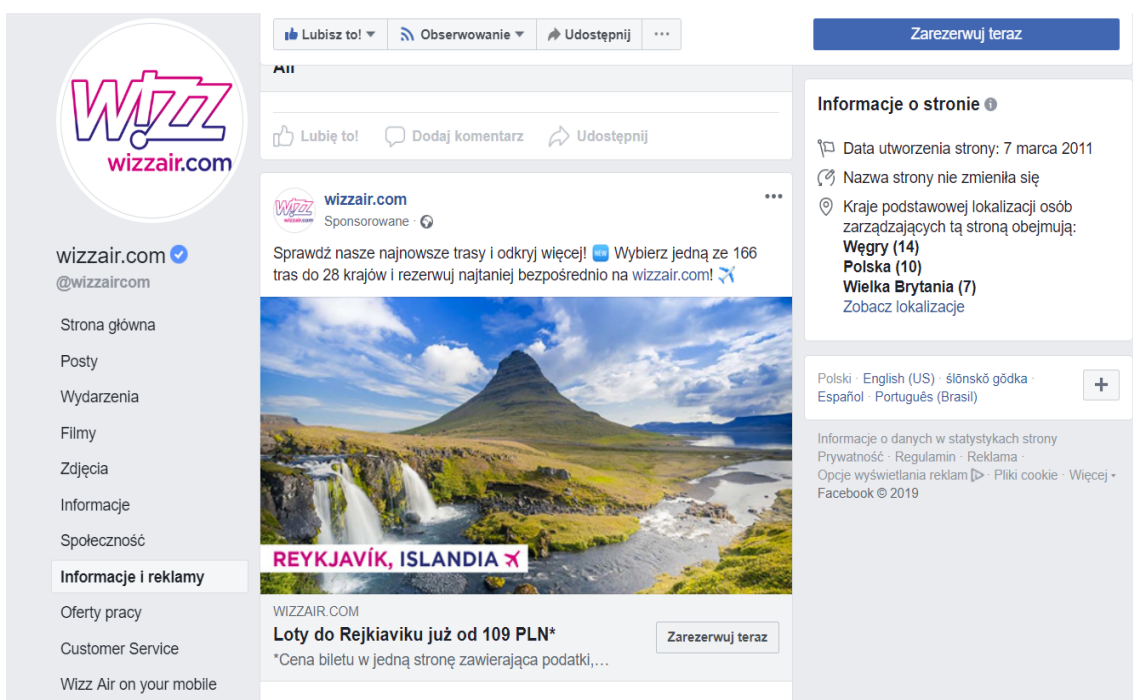 WIZZ
wizzair.com
wizzair.com
@wizzaircom
Strona główna
Posty
Wydarzenia
Filmy
Zdjęcia
Informacje
Społeczność
Informacje i reklamy
Oferty pracy
Customer Service
Wizz Air on your mobile
Lubisz to!
Obserwowanie
Udostępnij
Air
Lubię to!
Dodaj komentarz
Udostępnij
WIZZ
wizzair.com
wizzair.com
Sponsorowane ·
Sprawdź nasze najnowsze trasy i odkryj więcej! NEW Wybierz jedną ze 166
tras do 28 krajów i rezerwuj najtaniej bezpośrednio na wizzair.com!
REYKJAVÍK, ISLANDIA
WIZZAIR.COM
Loty do Rejkiaviku już od 109 PLN*
*Cena biletu w jedną stronę zawierająca podatki,…
Zarezerwuj teraz
Zarezerwuj teraz
Informacje o stronie
Data utworzenia strony: 7 marca 2011
Nazwa strony nie zmieniła się
Kraje podstawowej lokalizacji osób
zarządzających tą stroną obejmują:
Węgry (14)
Polska (10)
Wielka Brytania (7)
Zobacz lokalizacje
Polski · English (US) · ślōnskŏ gŏdka ·
Español · Português (Brasil)
Informacje o danych w statystykach strony
Prywatność · Regulamin · Reklama ·
Opcje wyświetlania reklam · Pliki cookie · Więcej
Facebook © 2019